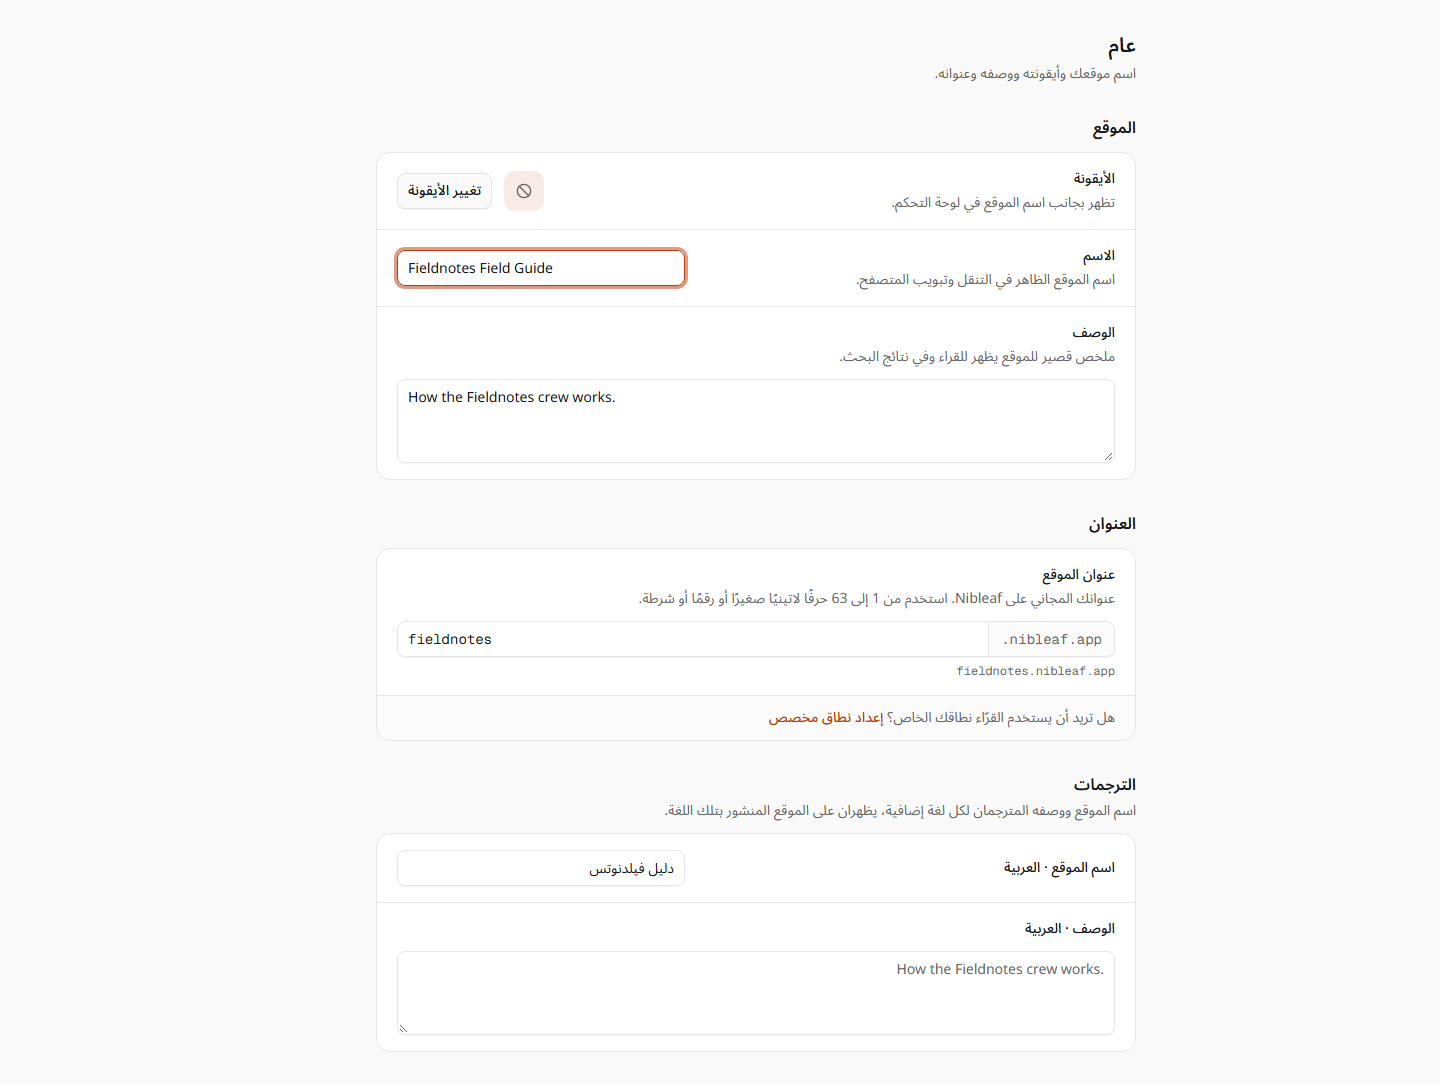 عام
اسم موقعك وأيقونته ووصفه وعنوانه.
الموقع
الأيقونة
تظهر بجانب اسم الموقع في لوحة التحكم.
تغيير الأيقونة
الاسم
اسم الموقع الظاهر في التنقل وتبويب المتصفح.
Fieldnotes Field Guide
الوصف
ملخص قصير للموقع يظهر للقراء وفي نتائج البحث.
How the Fieldnotes crew works.
العنوان
عنوان الموقع
عنوانك المجاني على Nibleaf. استخدم من 1 إلى 63 حرفًا لاتينيًا صغيرًا أو رقمًا أو شرطة.
fieldnotes .nibleaf.app
fieldnotes.nibleaf.app
هل تريد أن يستخدم القرّاء نطاقك الخاص؟ إعداد نطاق مخصص
الترجمات
اسم الموقع ووصفه المترجمان لكل لغة إضافية، يظهران على الموقع المنشور بتلك اللغة.
اسم الموقع · العربية
دليل فيلدنوتس
الوصف · العربية
How the Fieldnotes crew works.